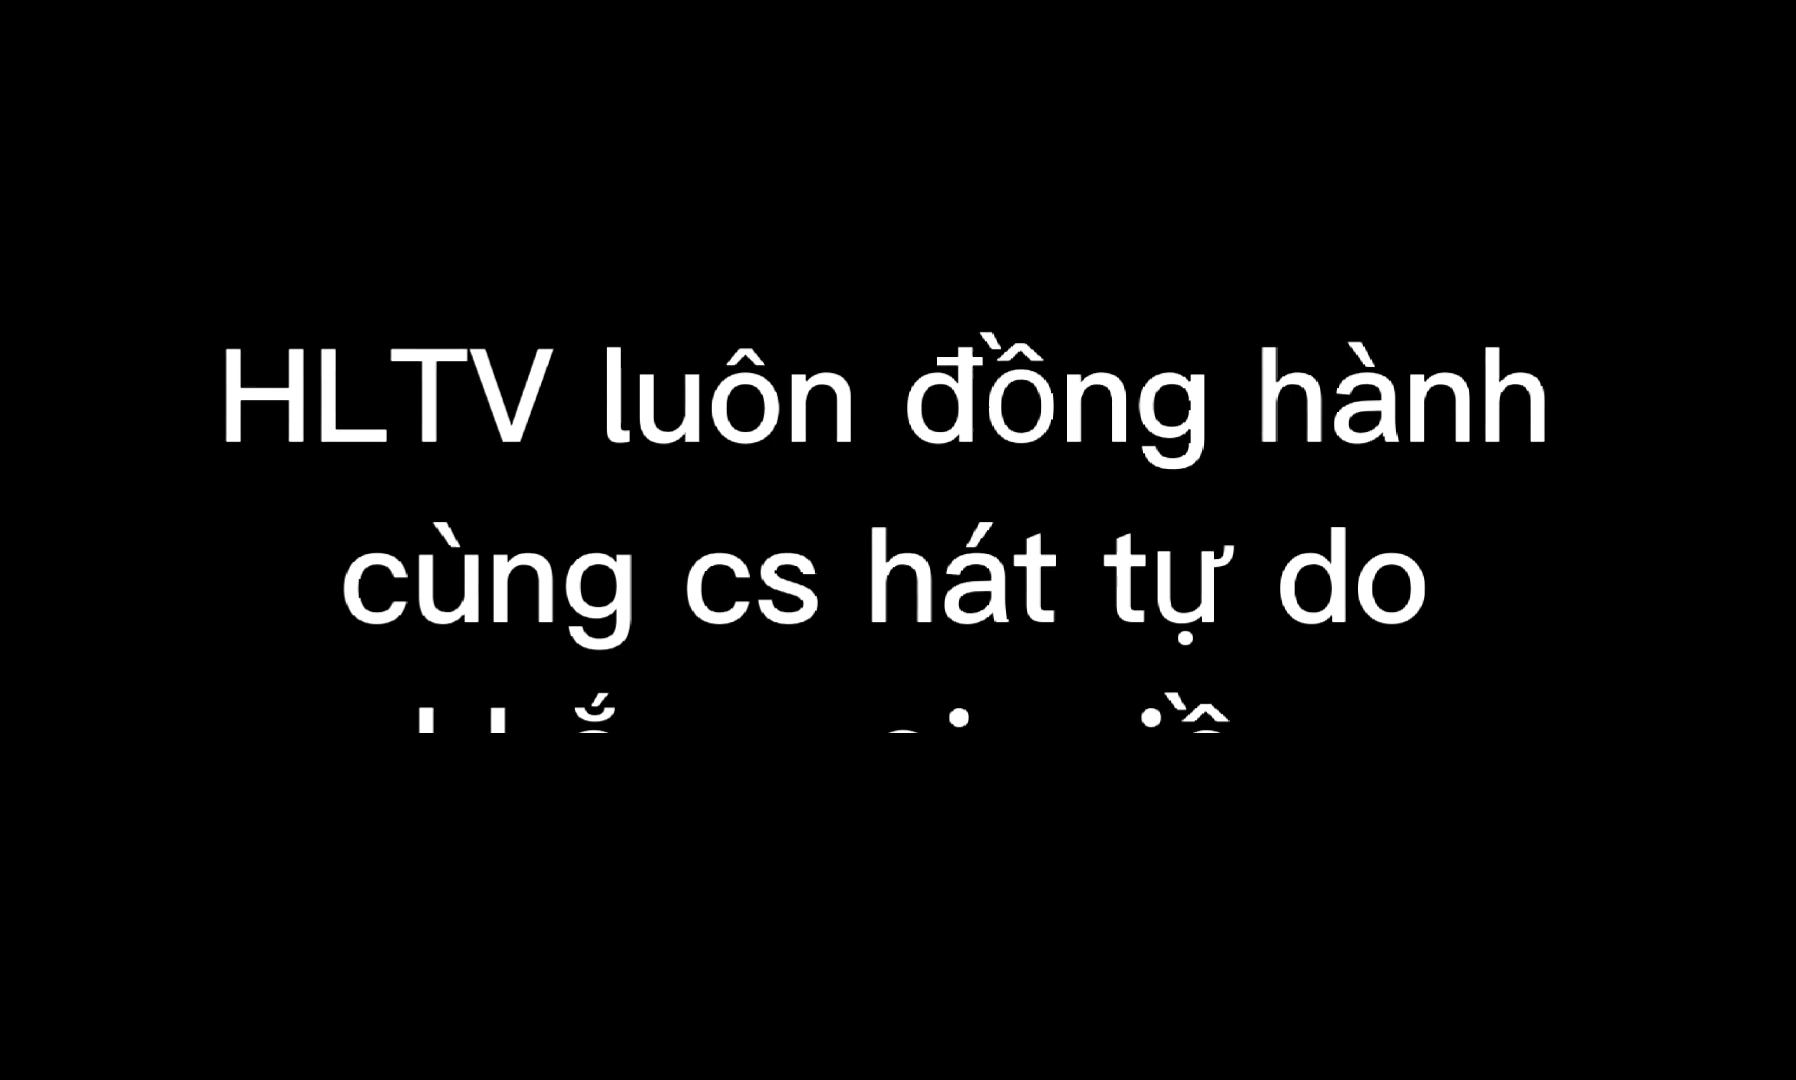 HLTV luôn đồng hành
cùng cs hát tự do